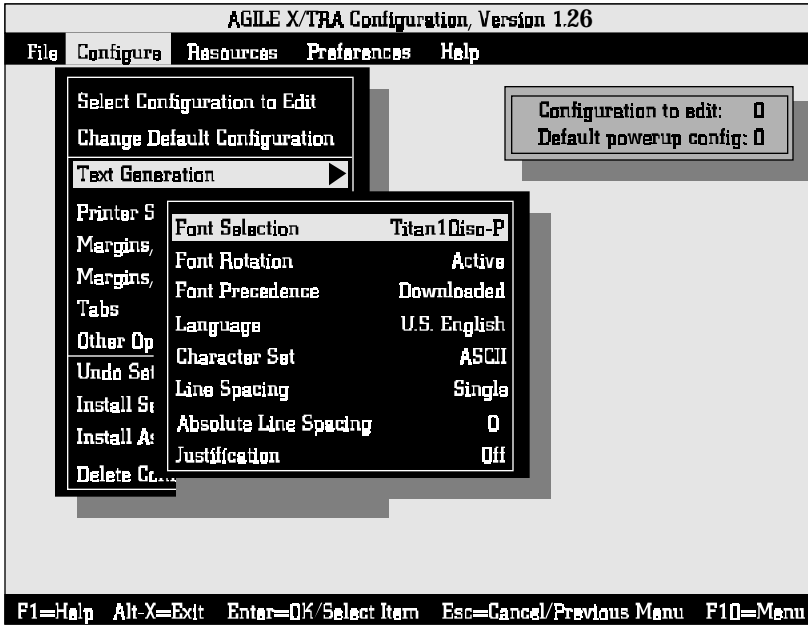 AGILE X/TRA Configuration, Version 1.26
File Configure Resources Preferences Help
Select Configuration to Edit
Change Default Configuration
Text Generation
Configuration to edit: 0
Default powerup config: 0
Printer S
Margins,
Margins,
Tabs
Other Op
Undo Set
Install Se
Install As
Delete Con
Font Selection Titan10iso-P
Font Rotation Active
Font Precedence Downloaded
Language U.S. English
Character Set ASCII
Line Spacing Single
Absolute Line Spacing 0
Justification Off
F1=Help Alt-X=Exit Enter=OK/Select Item Esc=Cancel/Previous Menu F10=Menu